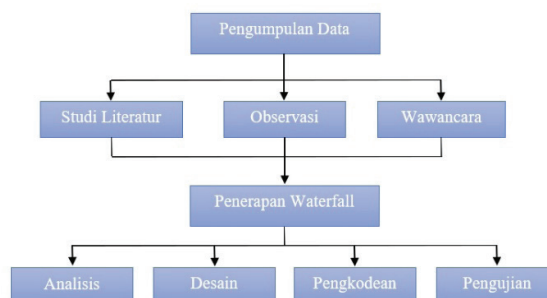 Pengumpulan Data
Studi Literatur
Observasi
Wawancara
Penerapan Waterfall
Analisis
Desain
Pengkodean
Pengujian